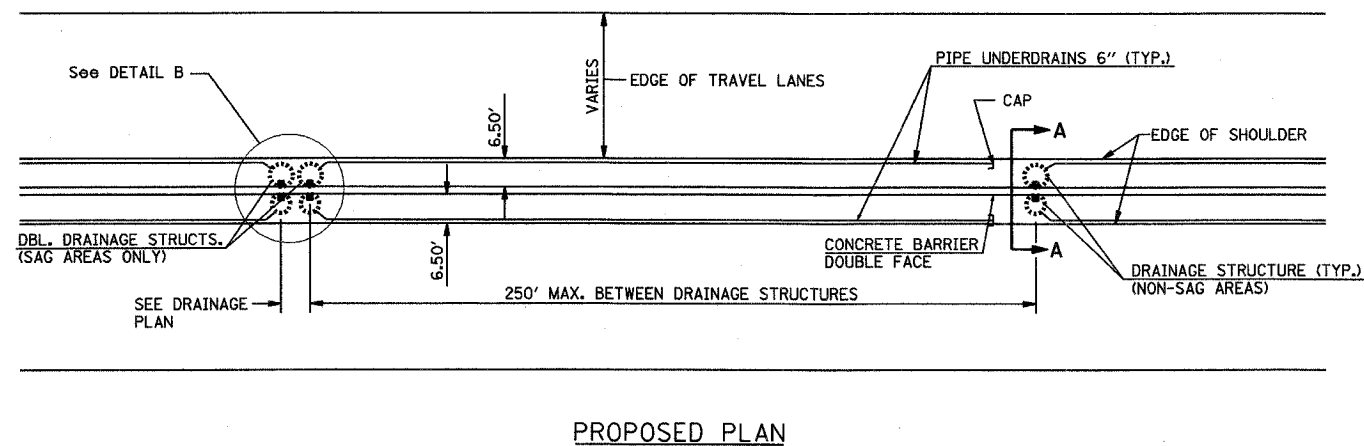 See DETAIL B
VARIES
EDGE OF TRAVEL LANES
PIPE UNDERDRAINS 6" (TYP.)
CAP
A
EDGE OF SHOULDER
6.50'
6.50'
DBL. DRAINAGE STRUCTS.
(SAG AREAS ONLY)
CONCRETE BARRIER
DOUBLE FACE
A
DRAINAGE STRUCTURE (TYP.)
(NON-SAG AREAS)
SEE DRAINAGE
PLAN
250' MAX. BETWEEN DRAINAGE STRUCTURES
PROPOSED PLAN